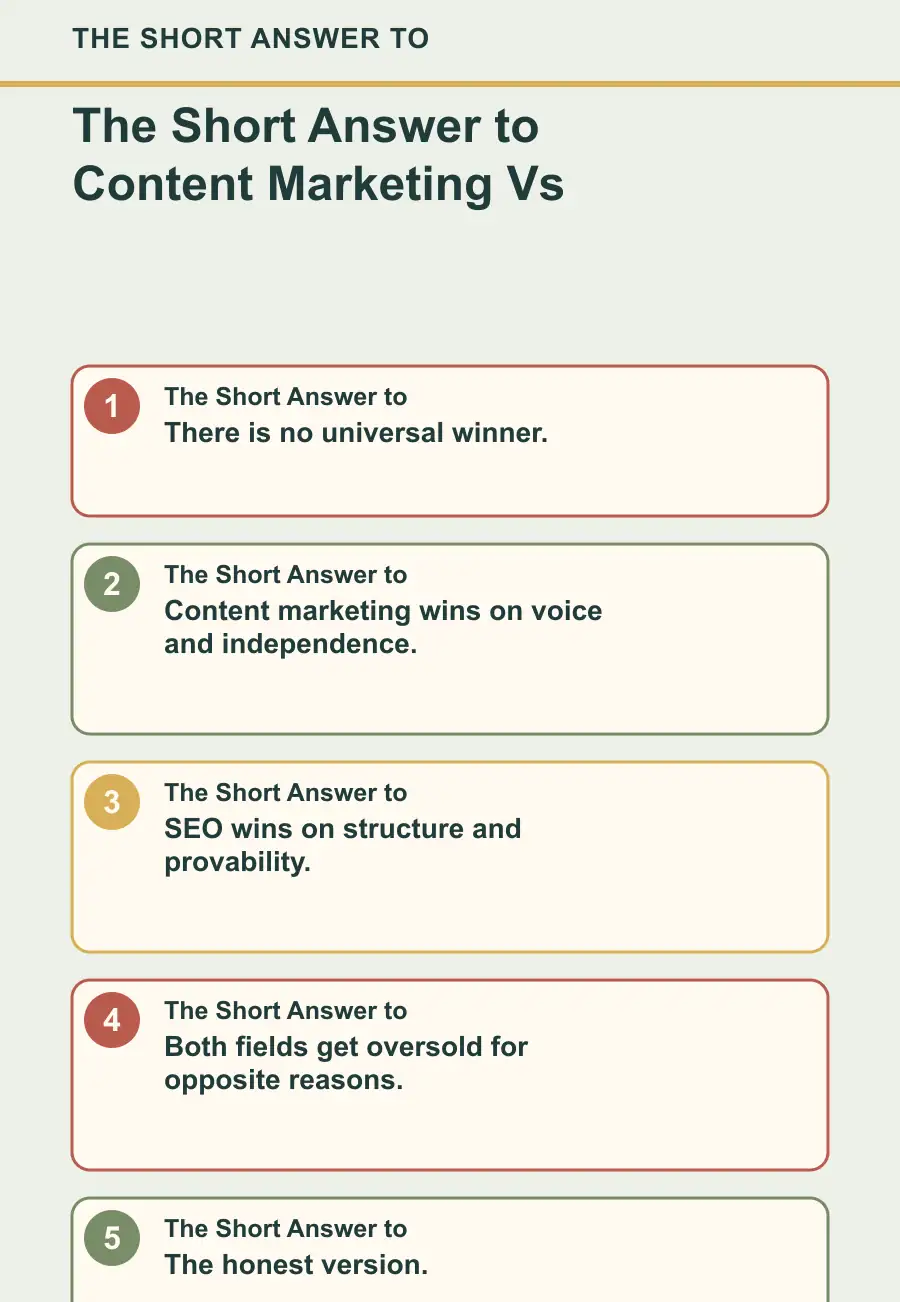 THE SHORT ANSWER TO
The Short Answer to
Content Marketing Vs
1
The Short Answer to
There is no universal winner.
2
The Short Answer to
Content marketing wins on voice
and independence.
3
The Short Answer to
SEO wins on structure and
provability.
4
The Short Answer to
Both fields get oversold for
opposite reasons.
5
The Short Answer to
The honest version.